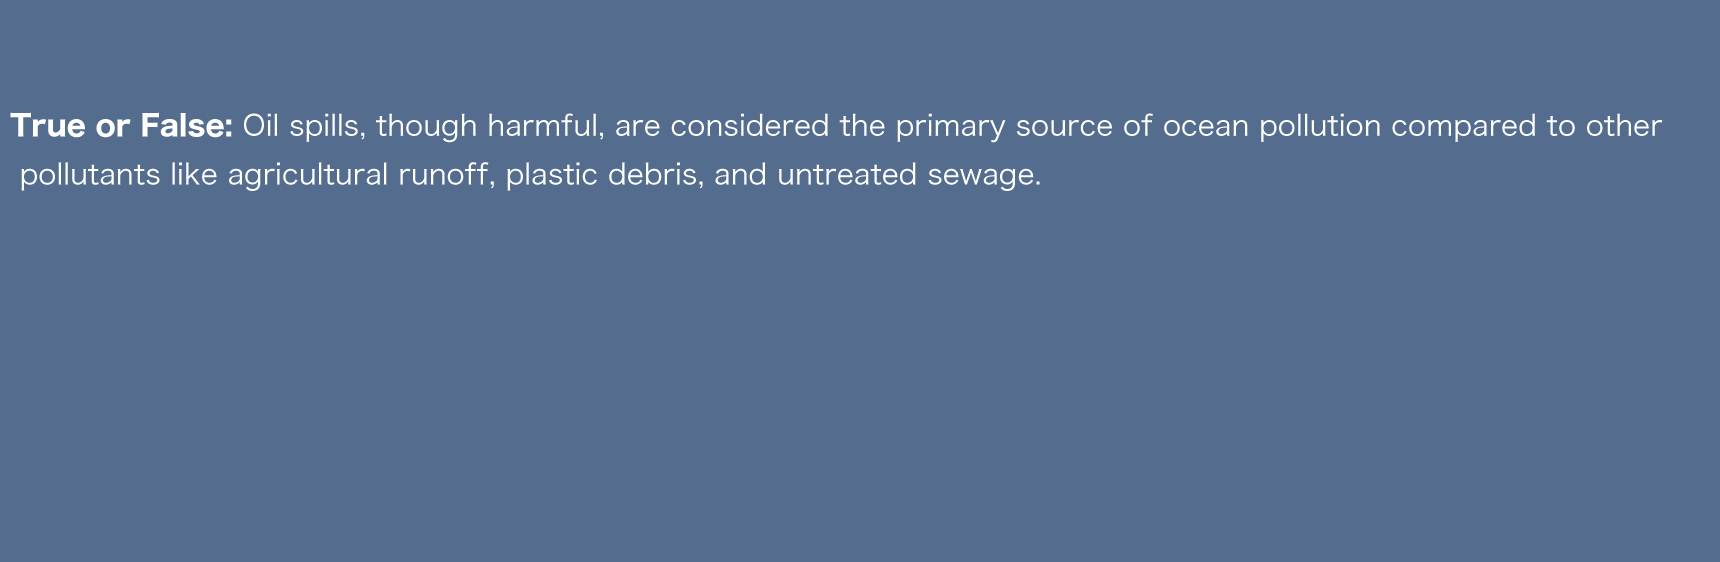 True or False: Oil spills, though harmful, are considered the primary source of ocean pollution compared to other
pollutants like agricultural runoff, plastic debris, and untreated sewage.